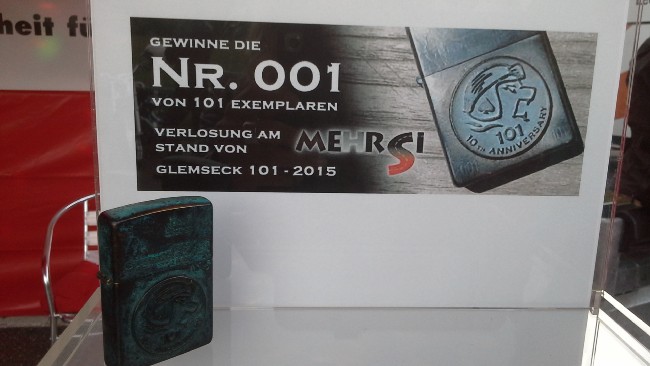 heit fü
GEWINNE DIE
NR. 001
VON 101 EXEMPLAREN
VERLOSUNG AM
STAND VON
MEHRSI
GLEMSECK 101 - 2015
101
10TH ANNIVERSARY